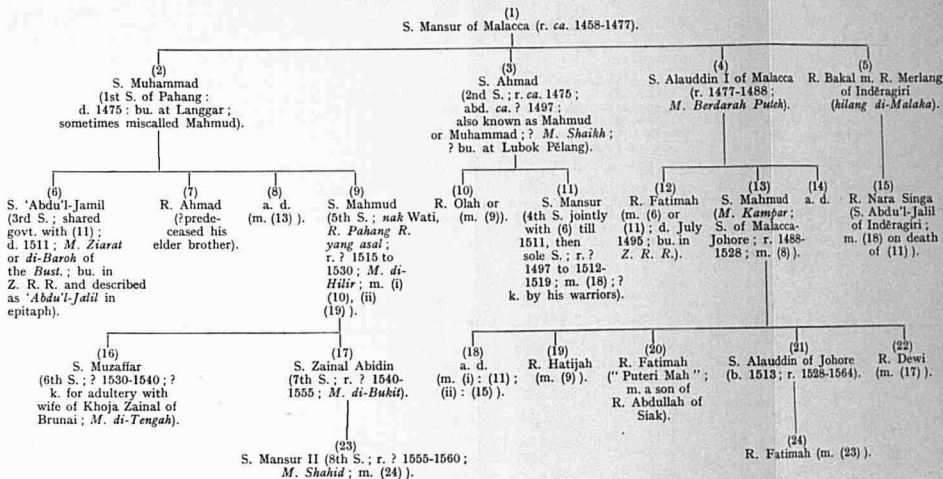 (1)
S. Mansur of Malacca (r. ca. 1458-1477).
(2)
S. Muhammad
(1st S. of Pahang :
d. 1475 : bu. at Langgar ;
sometimes miscalled Mahmud).
(3)
S. Ahmad
(2nd S. ; r. ca. 1475 ;
abd. ca. ? 1497 ;
also known as Mahmud
or Muhammad ; ? M. Shaikh ;
? bu. at Lubok Pĕlang).
(4)
S. Alauddin I of Malacca
(r. 1477-1488 ;
M. Berdarah Puteh).
(5)
R. Bakal m. R. Merlang
of Indĕragiri
(hilang di-Malaka).
(6)
S. 'Abdu'l-Jamil
(3rd S. ; shared
govt. with (11) ;
d. 1511 ; M. Ziarat
or di-Baroh of
the Bust. ; bu. in
Z. R. R. and described
as 'Abdu'l-Jalil in
epitaph).
(7)
R. Ahmad
(?prede-
ceased his
elder brother).
(8)
a. d.
(m. (13) ).
(9)
S. Mahmud
(5th S. ; nak Wati,
R. Pahang R.
yang asal ;
r. ? 1515 to
1530 ; M. di-
Hilir ; m. (i)
(10), (ii)
(19) ).
(10)
R. Olah or
(m. (9)).
(11)
S. Mansur
(4th S. jointly
with (6) till
1511, then
sole S. ; r. ?
1497 to 1512-
1519 ; m. (18) ; ?
k. by his warriors).
(12)
R. Fatimah
(m. (6) or
(11) ; d. July
1495 ; bu. in
Z. R. R.).
(13)
S. Mahmud
(M. Kampar ;
S. of Malacca-
Johore ; r. 1488-
1528 ; m. (8)).
(14)
a. d.
(15)
R. Nara Singa
(S. Abdu'l-Jalil
of Indĕragiri ;
m. (18) on death
of (11) ).
(16)
S. Muzaffar
(6th S. ; ? 1530-1540 ; ?
k. for adultery with
wife of Khoja Zainal of
Brunai ; M. di-Tengah).
(17)
S. Zainal Abidin
(7th S. ; r. ? 1540-
1555 ; M. di-Bukit).
(18)
a. d.
(m. (i) : (11) ;
(ii) : (15) ).
(19)
R. Hatijah
(m. (9) ).
(20)
R. Fatimah
(" Puteri Mah " ;
m. a son of
R. Abdullah of
Siak).
(21)
S. Alauddin of Johore
(b. 1513 ; r. 1528-1564).
(22)
R. Dewi
(m. (17) ).
(23)
S. Mansur II (8th S. ; r. ? 1555-1560 ;
M. Shahid ; m. (24) ).
(24)
R. Fatimah (m. (23) ).